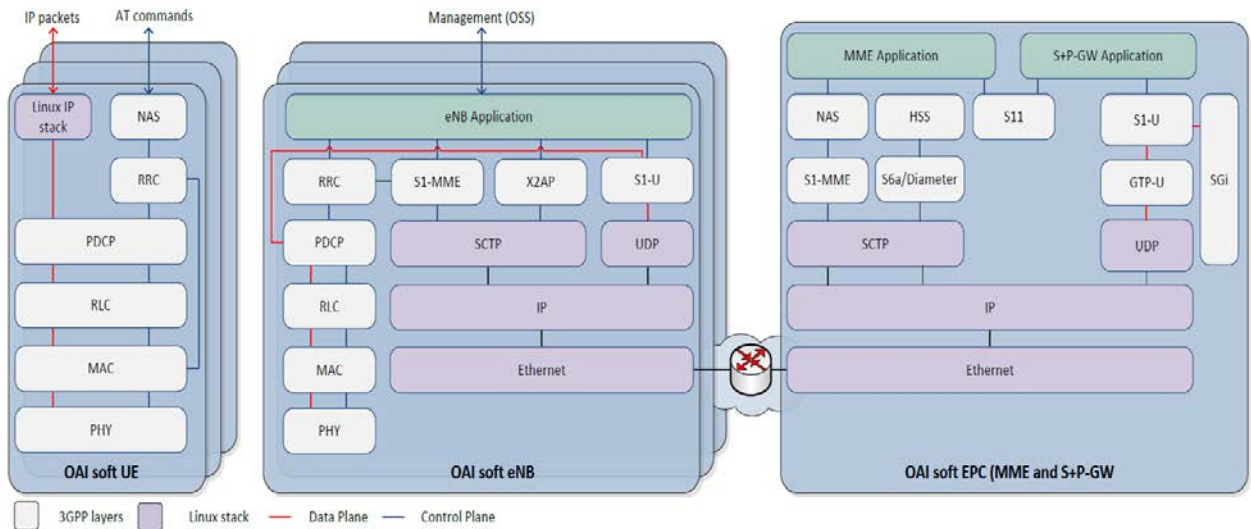 IP packets
AT commands
Management (OSS)
Linux IP
stack
NAS
RRC
PDCP
RLC
MAC
PHY
OAI soft UE
eNB Application
RRC
S1-MME
X2AP
S1-U
PDCP
SCTP
UDP
RLC
IP
MAC
Ethernet
PHY
OAI soft eNB
MME Application
S+P-GW Application
NAS
HSS
S11
S1-U
S1-MME
S6a/Diameter
GTP-U
SGi
SCTP
UDP
IP
Ethernet
OAI soft EPC (MME and S+P-GW
3GPP layers
Linux stack
Data Plane
Control Plane